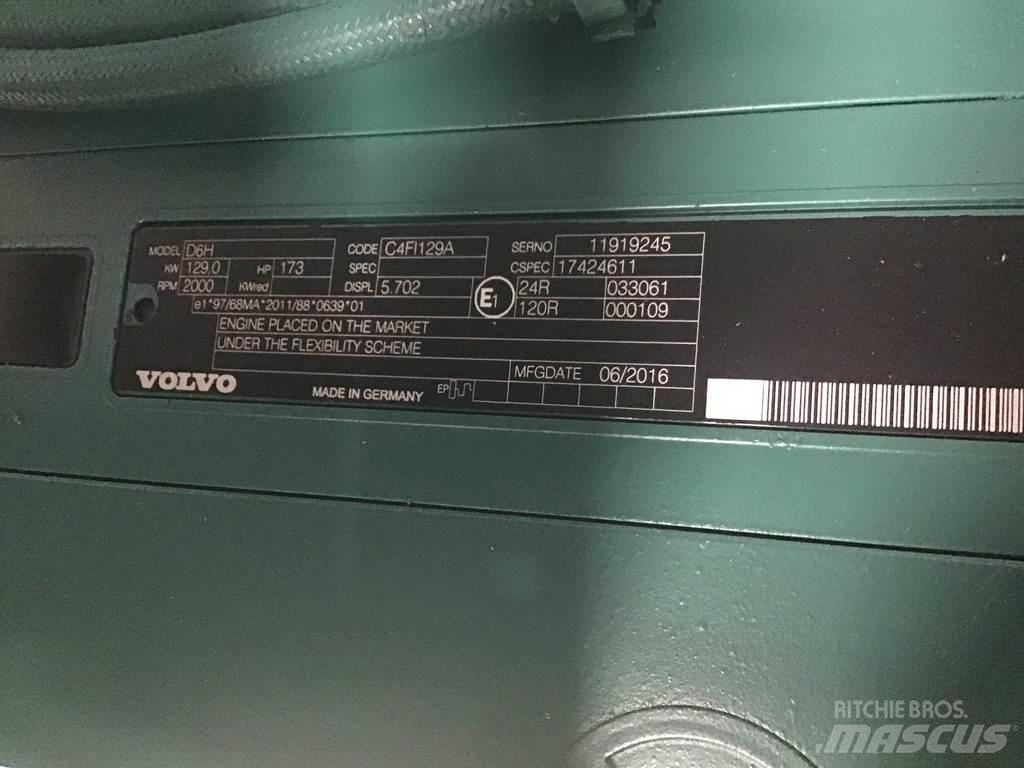 MODEL D6H CODE C4FI129A SERNO 11919245
KW 129.0 HP 173 SPEC CSPEC 17424611
RPM 2000 KWred DISPL 5.702 E1 24R 033061
e1*97/68MA*2011/88*0639*01 120R 000109
ENGINE PLACED ON THE MARKET
UNDER THE FLEXIBILITY SCHEME
MFGDATE 06/2016
VOLVO MADE IN GERMANY EP
RITCHIE BROS.
MASCUS